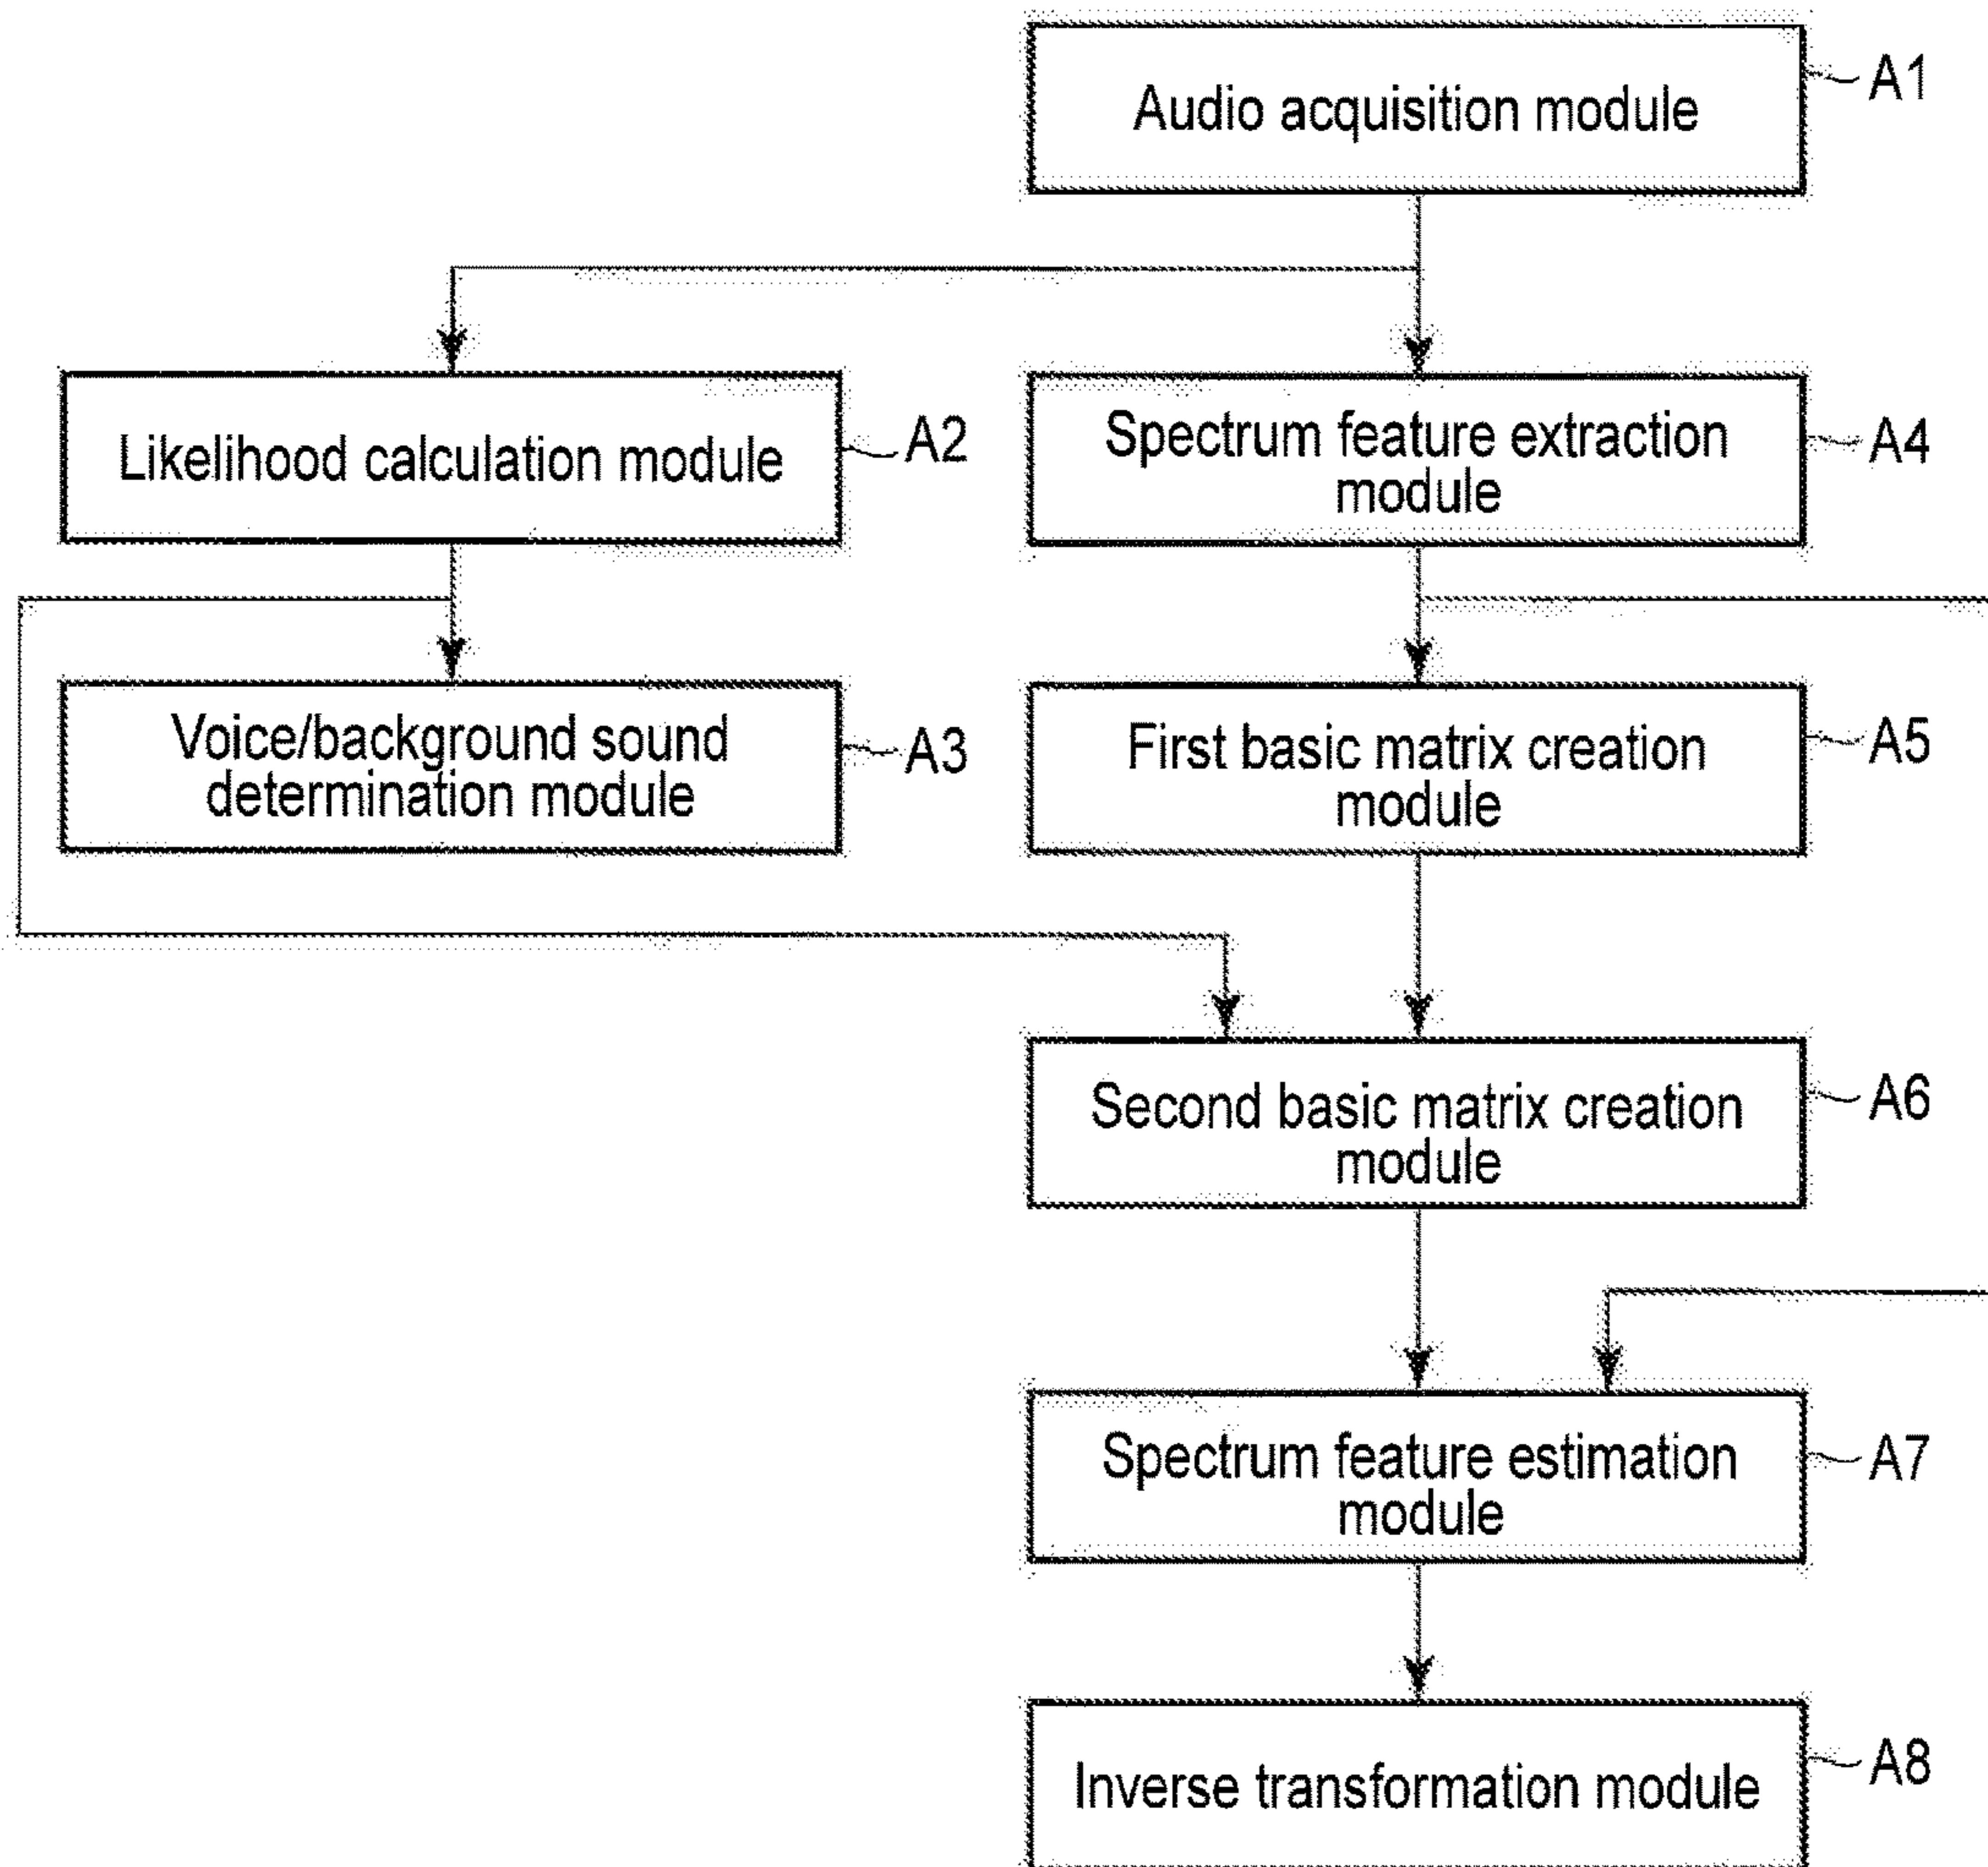 Audio acquisition module
A1
Likelihood calculation module
A2
Spectrum feature extraction
module
A4
Voice/background sound
determination module
A3
First basic matrix creation
module
A5
Second basic matrix creation
module
A6
Spectrum feature estimation
module
A7
Inverse transformation module
A8